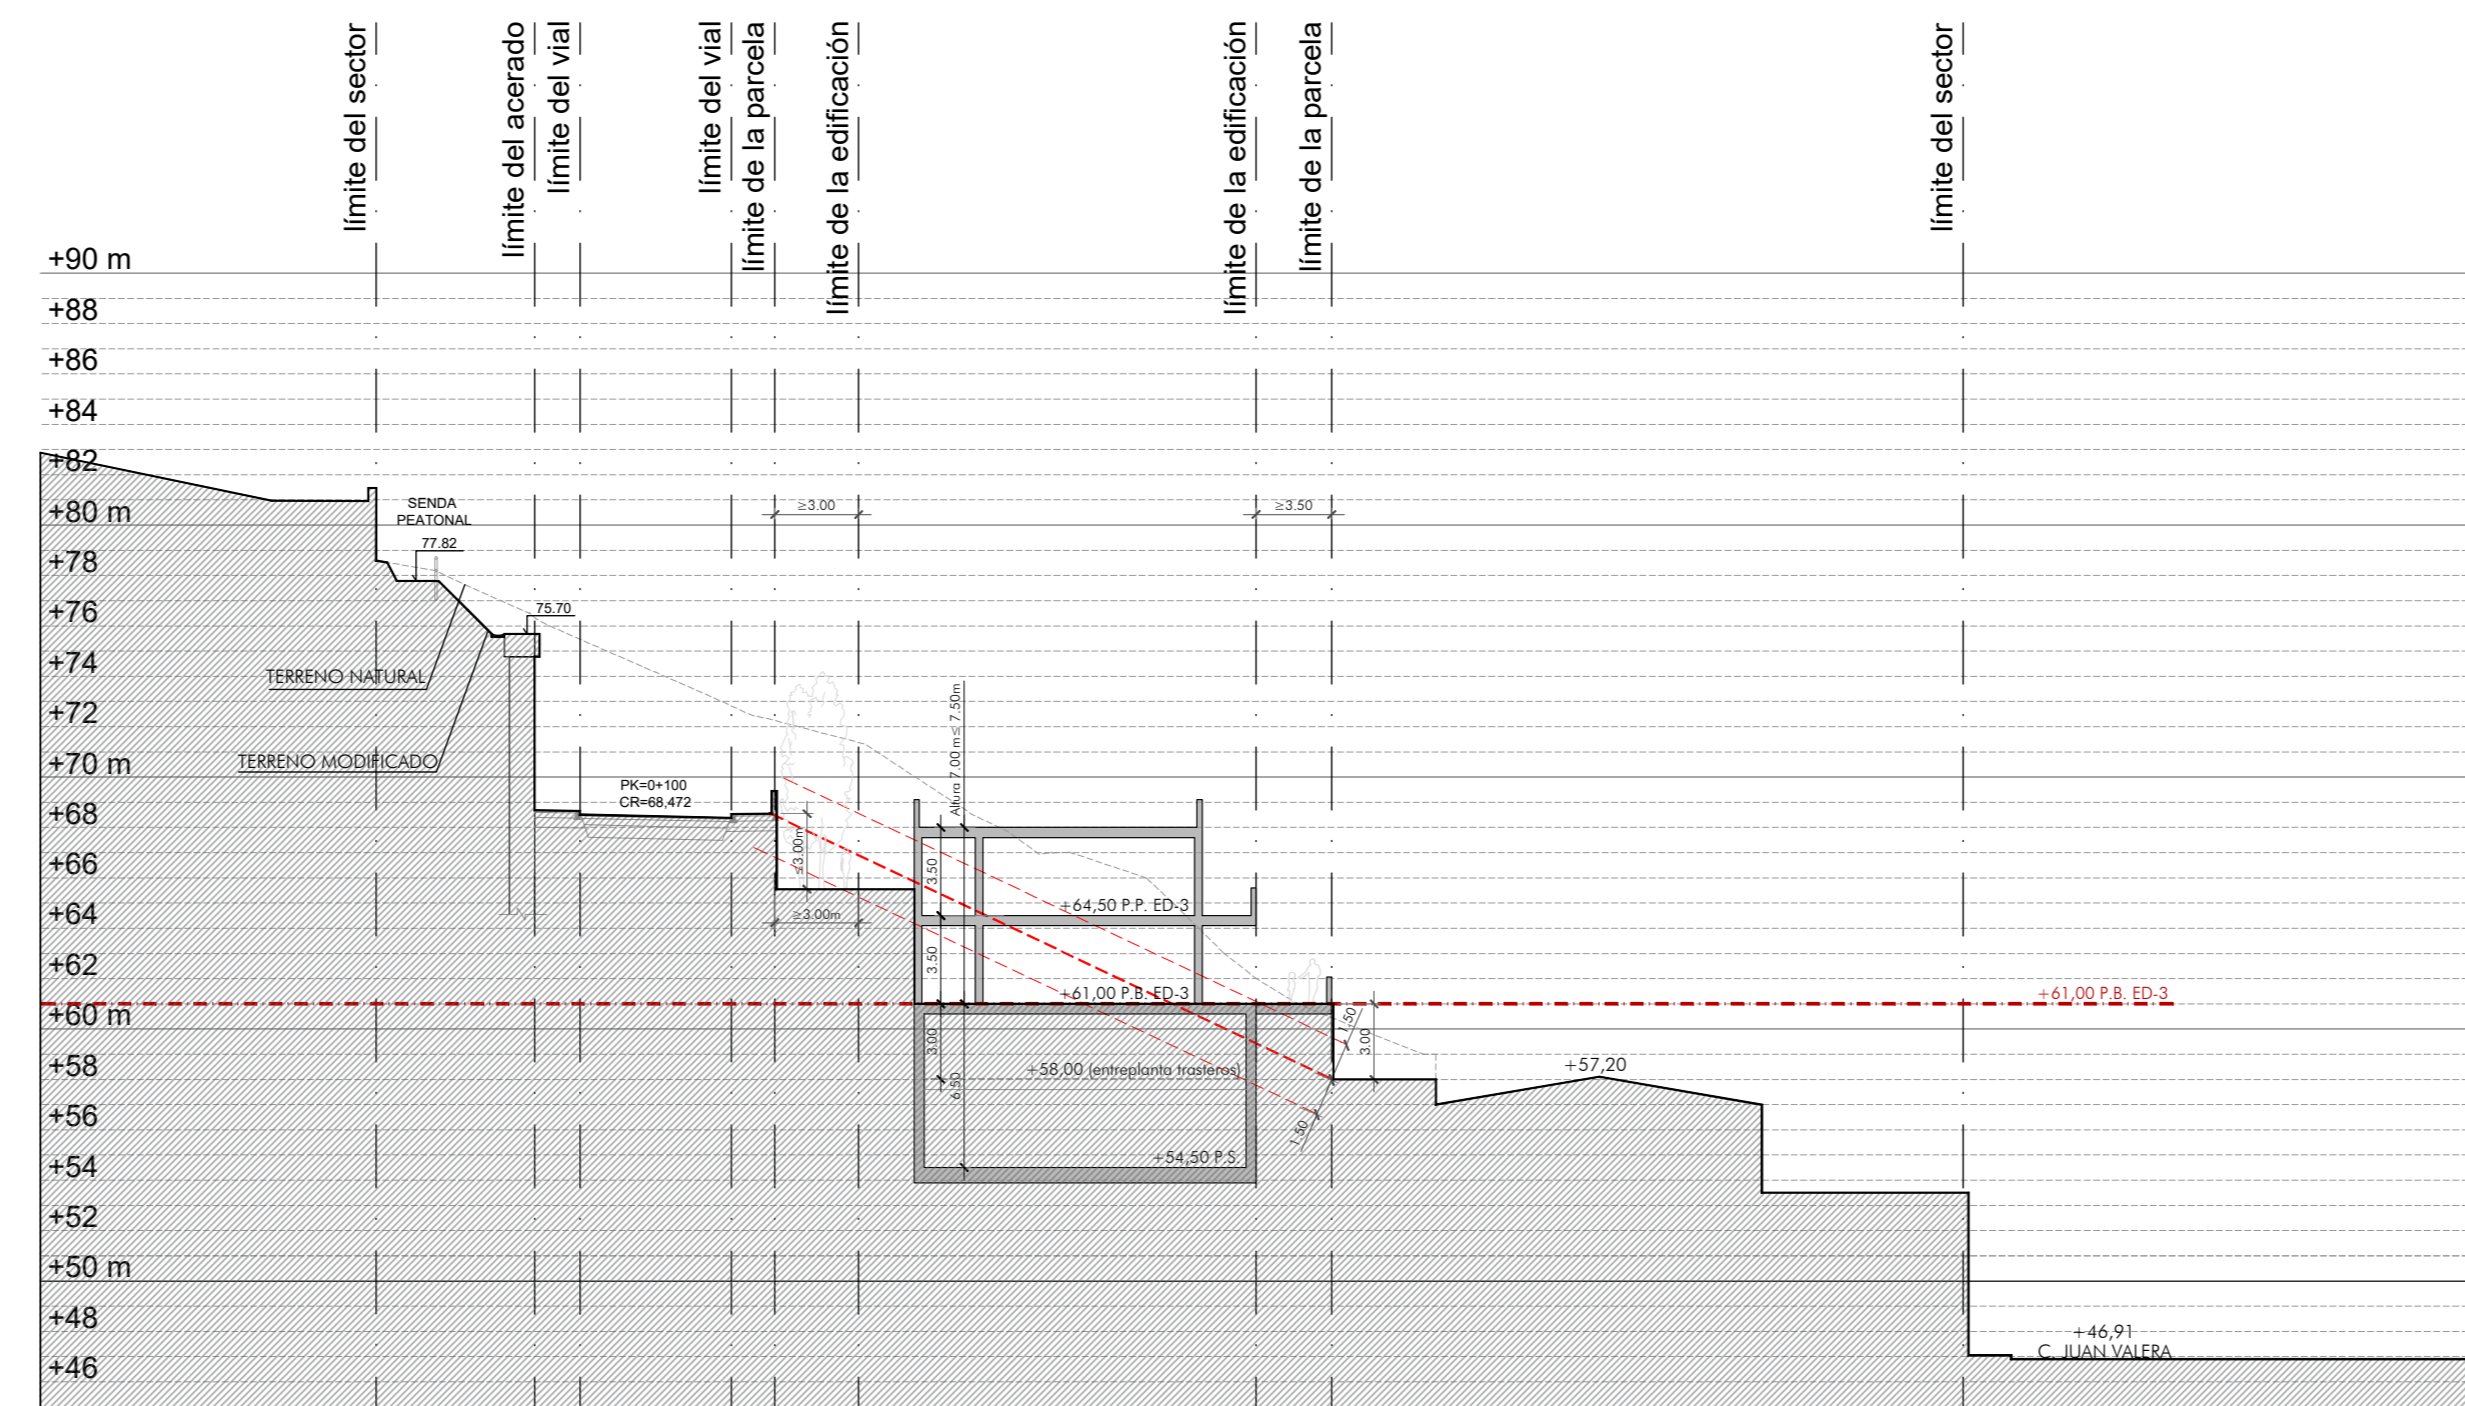 límite del sector
límite del acerado
límite del vial
límite del vial
límite de la parcela
límite de la edificación
límite de la edificación
límite de la parcela
límite del sector
+90 m
+88
+86
+84
+82
+80 m
+78
+76
+74
+72
+70 m
+68
+66
+64
+62
+60 m
+58
+56
+54
+52
+50 m
+48
+46
SENDA
PEATONAL
77.82
75.70
TERRENO NATURAL
TERRENO MODIFICADO
PK=0+100
CR=68,472
≥3.00
≥3.50
≤3.00m
≥3.00m
Altura 7.00 m ≤ 7.50m
3.50
3.50
+64,50 P.P. ED-3
+61,00 P.B. ED-3
+61,00 P.B. ED-3
3.00
6.50
+58,00 (entreplanta trasteros)
+54,50 P.S.
1.50
3.00
1.50
+57,20
+46,91
C. JUAN VALERA